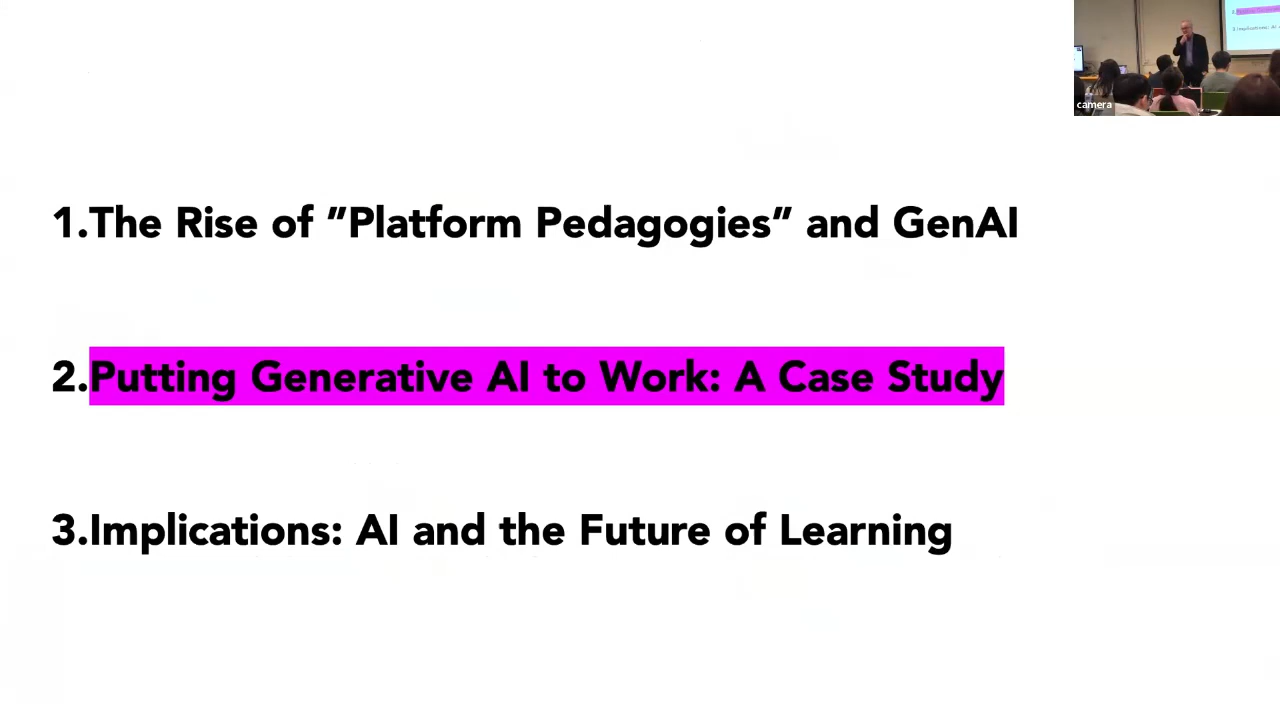 camera
1.The Rise of ”Platform Pedagogies” and GenAI
2.Putting Generative AI to Work: A Case Study
3.Implications: AI and the Future of Learning